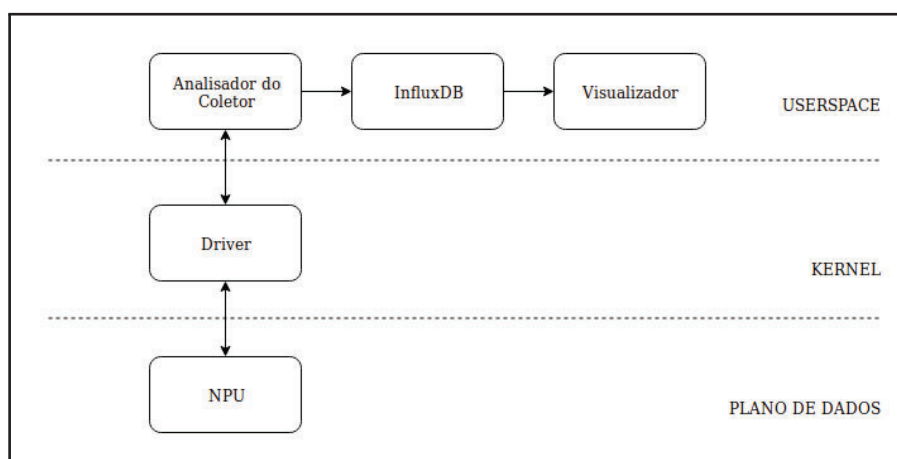 Analisador do
Coletor
InfluxDB
Visualizador
USERSPACE
Driver
KERNEL
NPU
PLANO DE DADOS